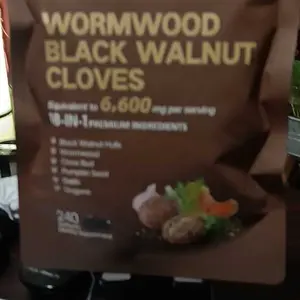 WORMWOOD
BLACK WALNUT
CLOVES
Equivalent to 6,600 mg per serving
18-IN-1 PREMIUM INGREDIENTS
Black Walnut Hulls
Wormwood
Clove Bud
Pumpkin Seed
Garlic
Oregano
240